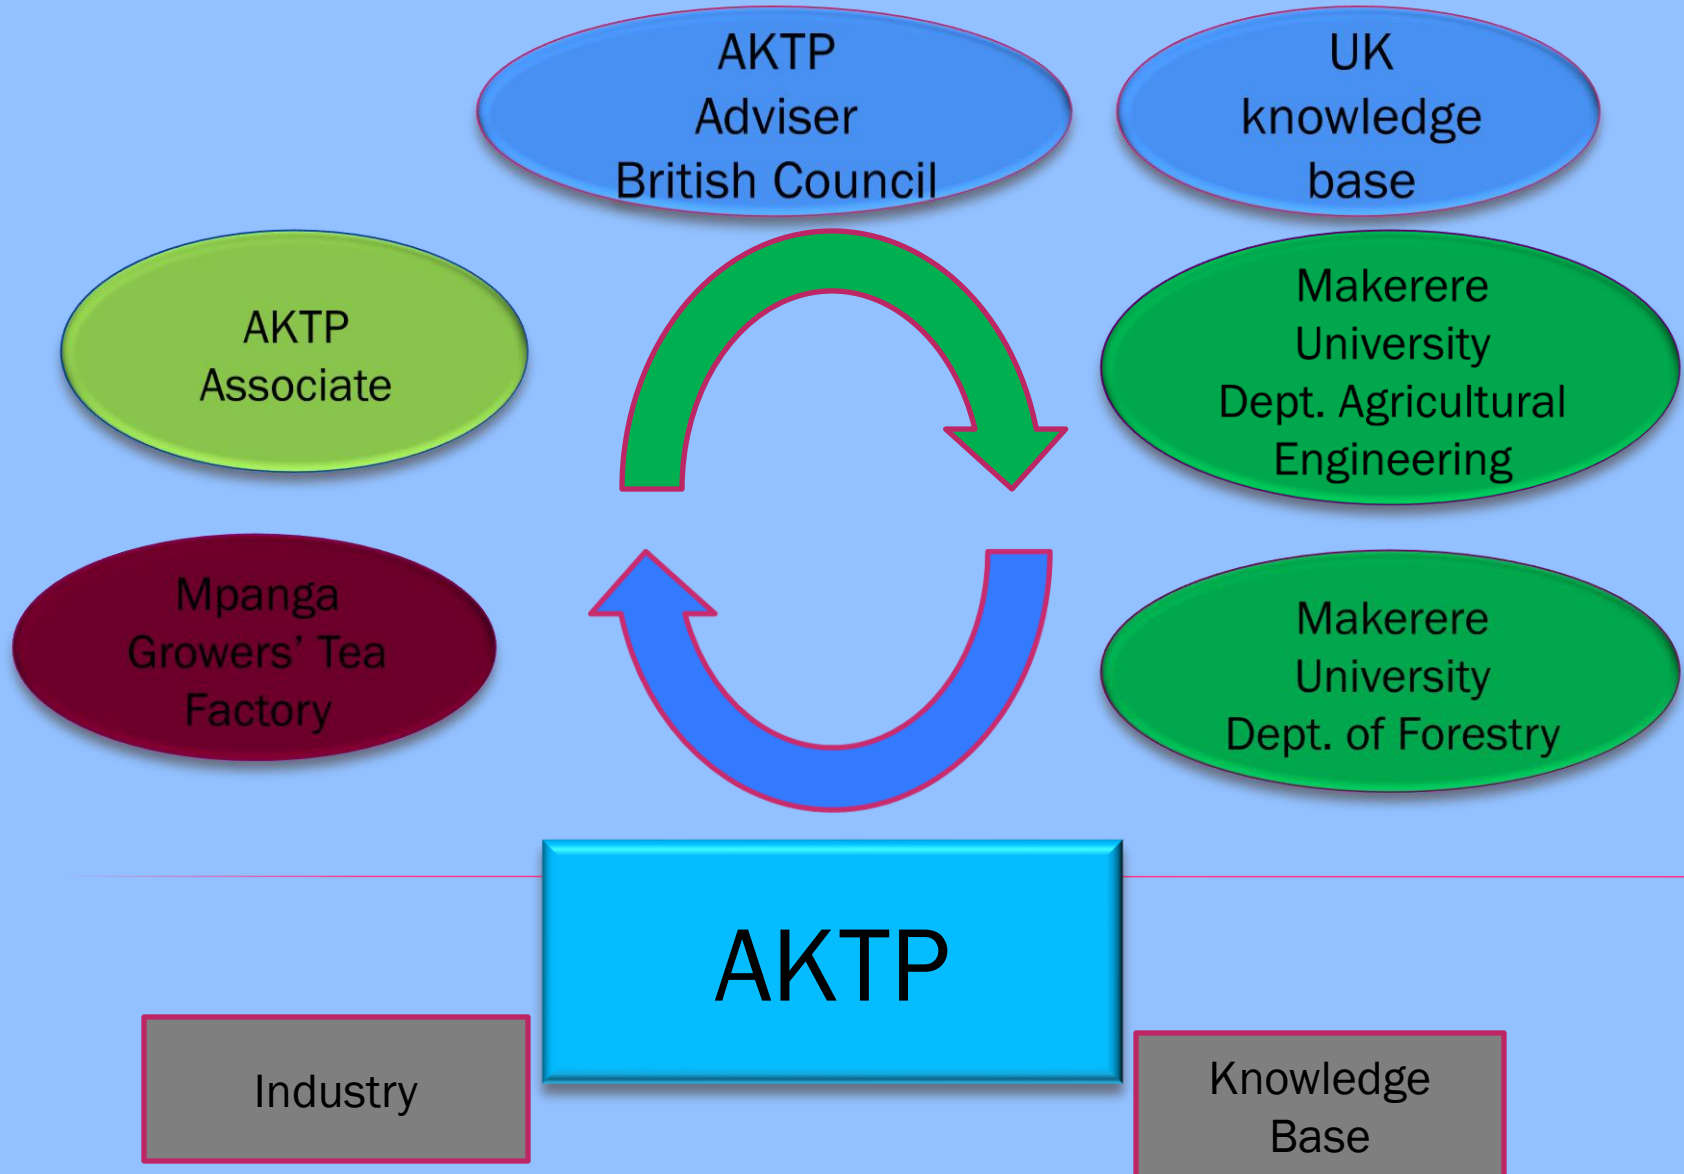 AKTP
Adviser
British Council
UK
knowledge
base
AKTP
Associate
Makerere
University
Dept. Agricultural
Engineering
Mpanga
Growers’ Tea
Factory
Makerere
University
Dept. of Forestry
AKTP
Industry
Knowledge
Base